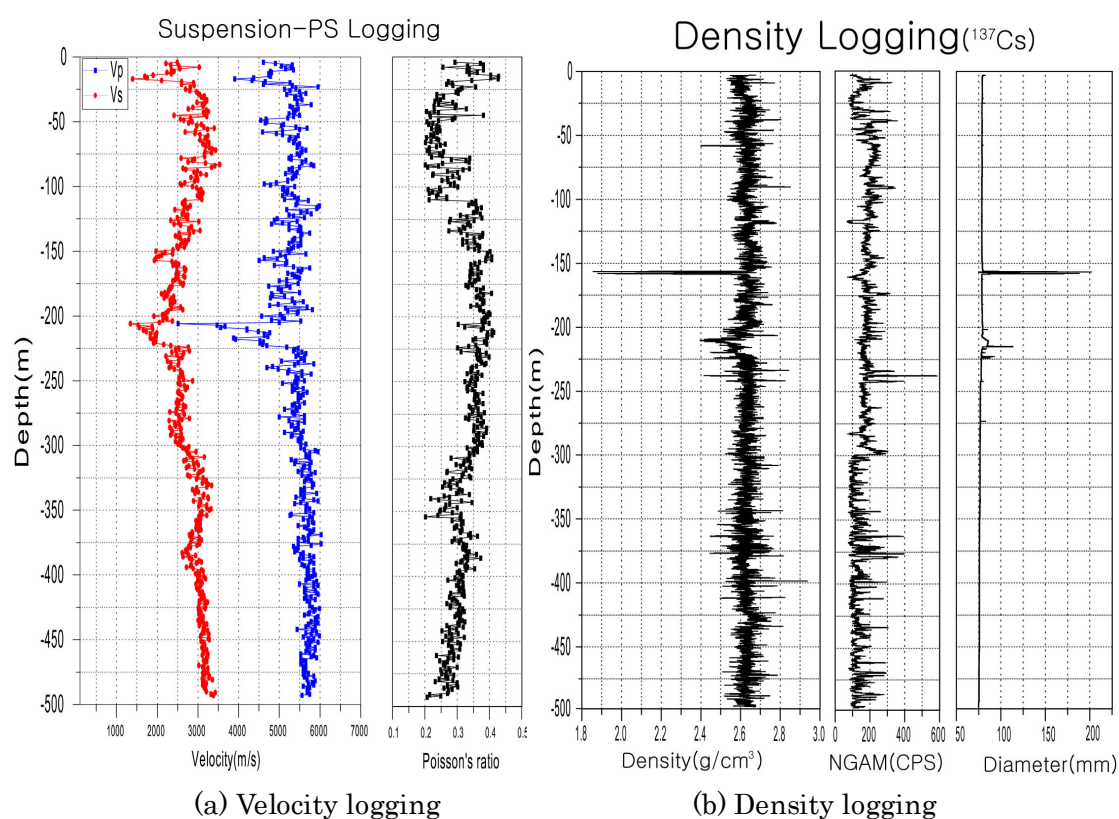 Suspension-PS Logging
Vp
Vs
0
-50
-100
-150
-200
-250
-300
-350
-400
-450
-500
Depth(m)
1000 2000 3000 4000 5000 6000 7000
Velocity(m/s)
0.1 0.2 0.3 0.4 0.5
Poisson's ratio
(a) Velocity logging
Density Logging(¹³⁷Cs)
0
-50
-100
-150
-200
-250
-300
-350
-400
-450
-500
Depth(m)
1.8 2.0 2.2 2.4 2.6 2.8 3.0
Density(g/cm³)
0 200 400 600
NGAM(CPS)
50 100 150 200
Diameter(mm)
(b) Density logging